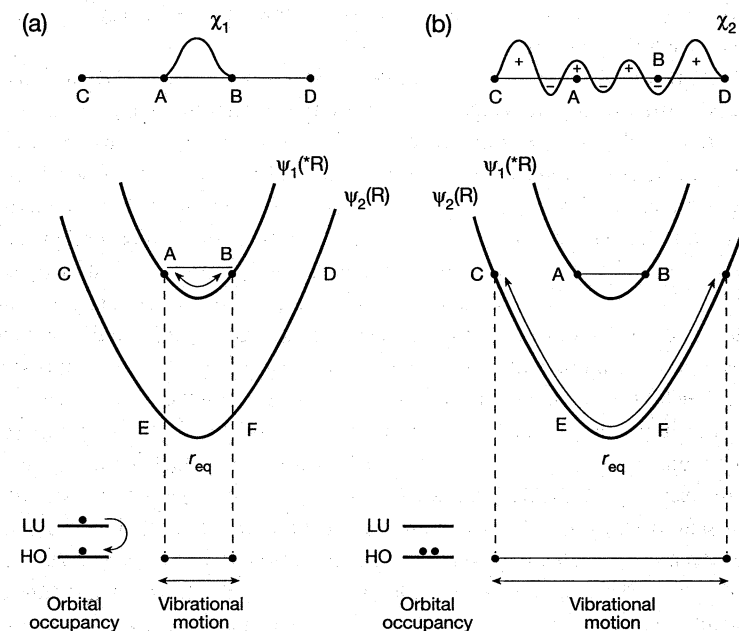 (a)
χ₁
C
A
B
D
ψ₁(*R)
ψ₂(R)
A
B
C
D
E
F
r_eq
LU
HO
Orbital
occupancy
Vibrational
motion
(b)
χ₂
+
+
+
+
−
−
−
B
C
A
D
ψ₁(*R)
ψ₂(R)
C
A
B
E
F
r_eq
LU
HO
Orbital
occupancy
Vibrational
motion